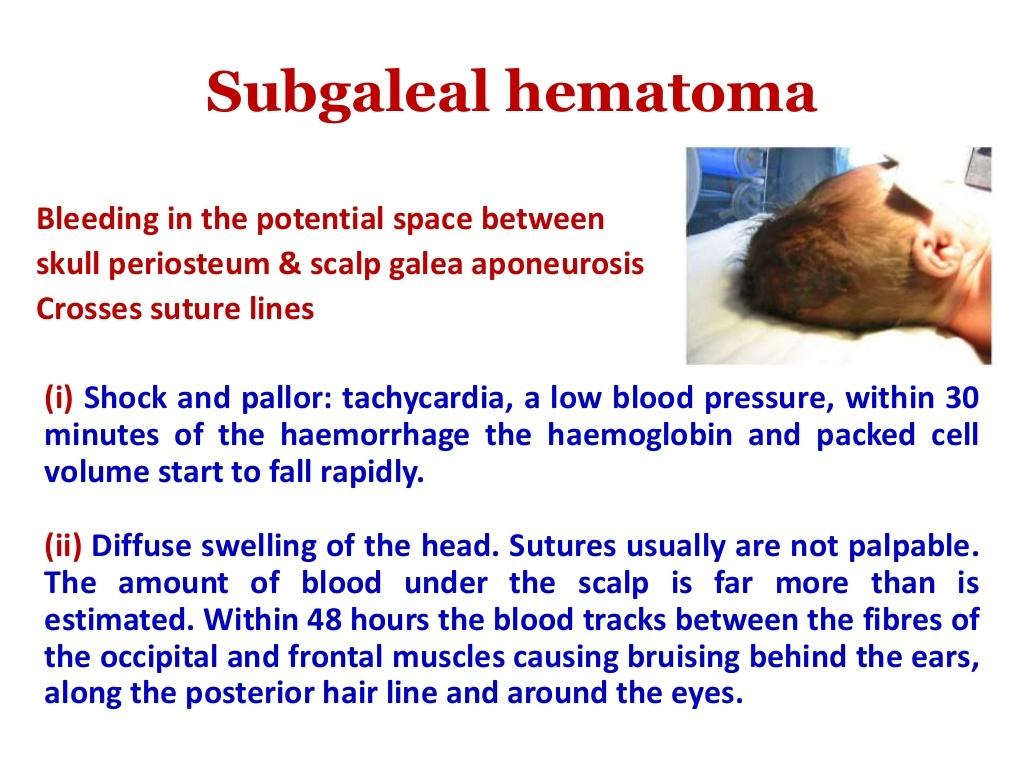 Subgaleal hematoma
Bleeding in the potential space between
skull periosteum & scalp galea aponeurosis
Crosses suture lines
(i) Shock and pallor: tachycardia, a low blood pressure, within 30
minutes of the haemorrhage the haemoglobin and packed cell
volume start to fall rapidly.
(ii) Diffuse swelling of the head. Sutures usually are not palpable.
The amount of blood under the scalp is far more than is
estimated. Within 48 hours the blood tracks between the fibres of
the occipital and frontal muscles causing bruising behind the ears,
along the posterior hair line and around the eyes.